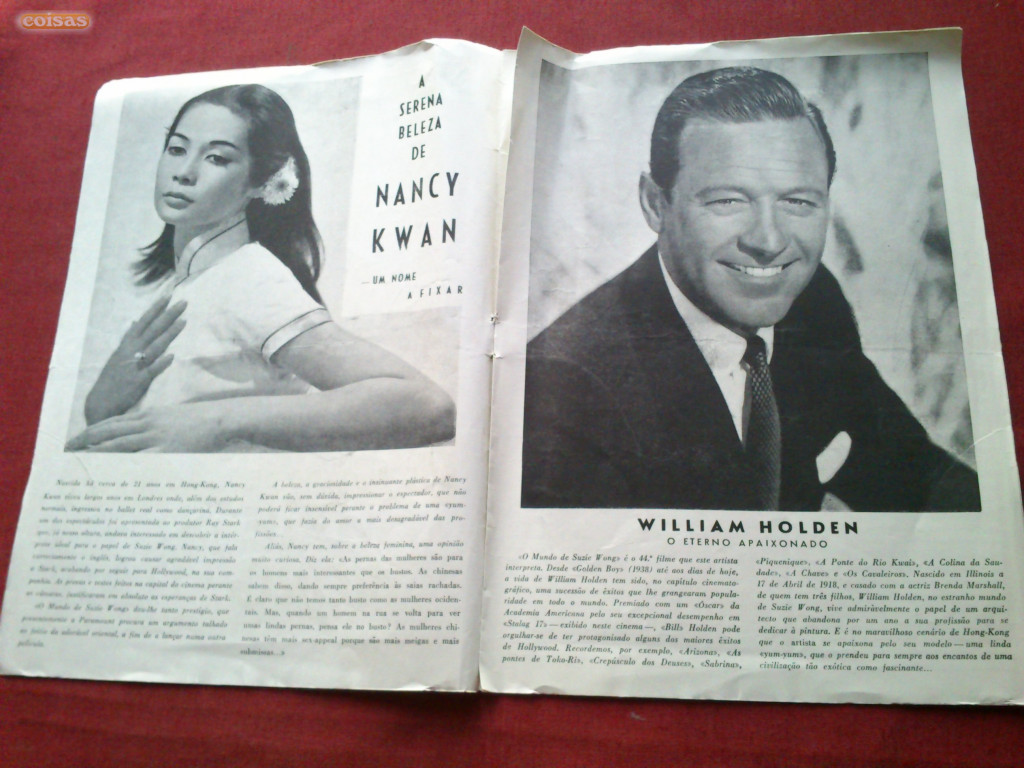 coisas
A
SERENA
BELEZA
DE
NANCY
KWAN
...UM NOME
A FIXAR
Nascida há cerca de 21 anos em Hong-Kong, Nancy
Kwan viveu largos anos em Londres onde, além dos estudos
normais, ingressou no ballet real como dançarina. Durante
um dos espectáculos foi apresentada ao produtor Ray Stark
que, já nessa altura, andava interessado em descobrir a intér-
prete ideal para o papel de Suzie Wong. Nancy, que fala
correctamente o inglês, logrou causar agradável impressão
a Stark, acabando por seguir para Hollywood, na sua com-
panhia. As provas e testes feitos na capital do cinema perante
as câmaras, justificaram em absoluto as esperanças de Stark.
«O Mundo de Suzie Wong» deu-lhe tanto prestígio, que
presentemente a Paramount procura um argumento talhado
ao feitio da adorável oriental, a fim de a lançar numa outra
película.
A beleza, a graciosidade e o insinuante plástica de Nancy
Kwan vão, sem dúvida, impressionar o espectador, que não
poderá ficar insensível perante o problema de uma «yum-
yum», que fazia do amor a mais desagradável das pro-
fissões.
Aliás, Nancy tem, sobre a beleza feminina, uma opinião
muito curiosa. Diz ela: «As pernas das mulheres são para
os homens mais interessantes que os bustos. As chinesas
sabem disso, dando sempre preferência às saias rachadas.
É claro que não temos tanto busto como as mulheres ociden-
tais. Mas, quando um homem na rua se volta para ver
umas lindas pernas, pensa ele no busto? As mulheres chi-
nesas têm mais sex-appeal porque são mais meigas e mais
submissas...»
WILLIAM HOLDEN
O ETERNO APAIXONADO
«O Mundo de Suzie Wong» é o 44.º filme que este artista
interpreta. Desde «Golden Boy» (1938) até aos dias de hoje,
a vida de William Holden tem sido, no capítulo cinemato-
gráfico, uma sucessão de êxitos que lhe grangearam popula-
ridade em todo o mundo. Premiado com um «Oscar» da
Academia Americana pelo seu excepcional desempenho em
«Stalag 17» — exibido neste cinema —, «Bill» Holden pode
orgulhar-se de ter protagonisado alguns dos maiores êxitos
de Hollywood. Recordemos, por exemplo, «Arizona», «As
pontes de Toko-Ri», «Crepúsculo dos Deuses», «Sabrina»,
«Piquenique», «A Ponte do Rio Kwai», «A Colina da Sau-
dade», «A Chave» e «Os Cavaleiros». Nascido em Illinois a
17 de Abril de 1918, e casado com a actriz Brenda Marshall,
de quem tem três filhos, William Holden, no estranho mundo
de Suzie Wong, vive admiràvelmente o papel de um arqui-
tecto que abandona por um ano a sua profissão para se
dedicar à pintura. E é no maravilhoso cenário de Hong-Kong
que o artista se apaixona pelo seu modelo — uma linda
«yum-yum», que o prendeu para sempre aos encantos de uma
civilização tão exótica como fascinante...